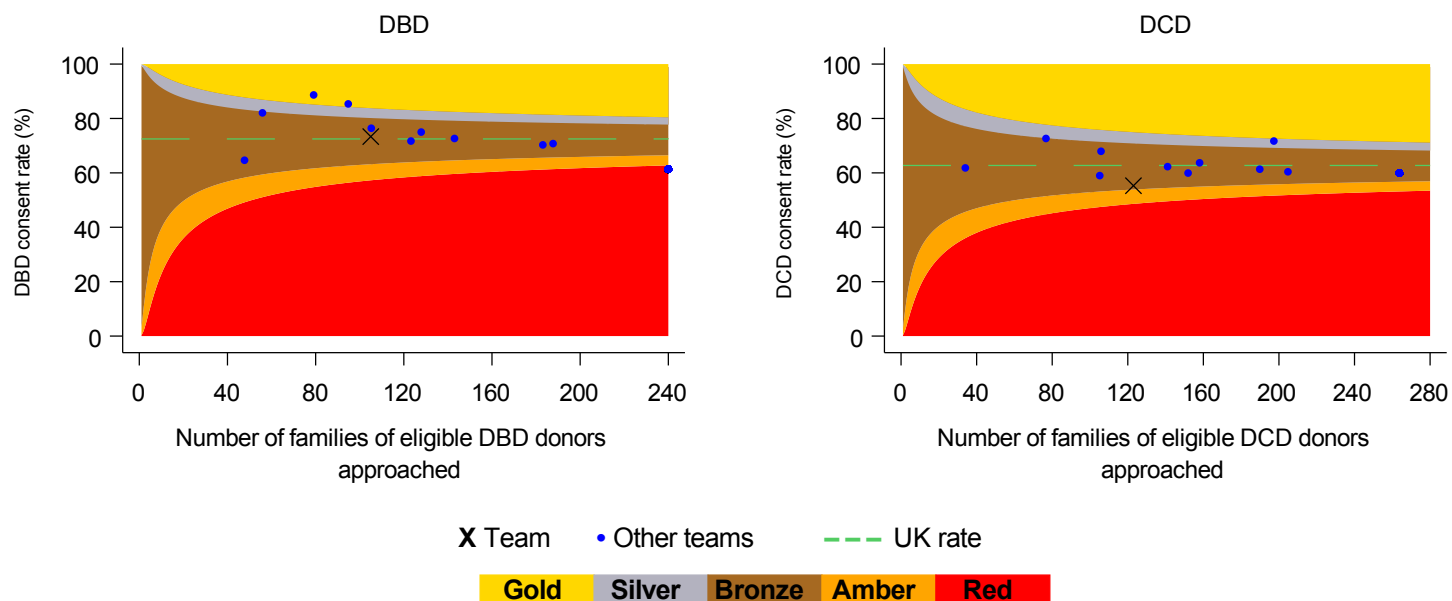 DBD
DBD consent rate (%)
100
80
60
40
20
0
0 40 80 120 160 200 240
Number of families of eligible DBD donors
approached
DCD
DCD consent rate (%)
100
80
60
40
20
0
0 40 80 120 160 200 240 280
Number of families of eligible DCD donors
approached
X Team Other teams UK rate
Gold Silver Bronze Amber Red